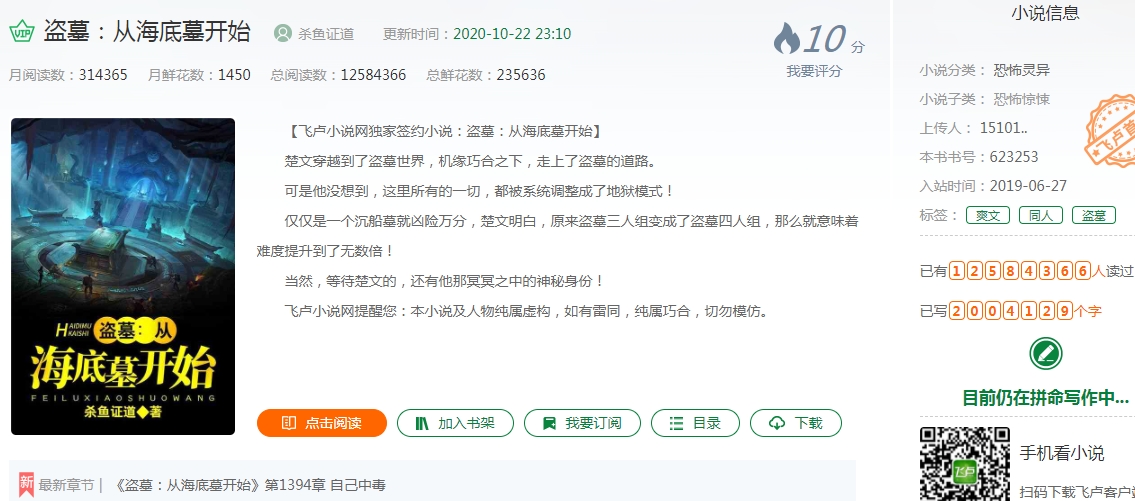 VIP 盗墓：从海底墓开始 杀鱼证道 更新时间：2020-10-22 23:10
月阅读数：314365 月鲜花数：1450 总阅读数：12584366 总鲜花数：235636
10 分
我要评分
HAIDIMU KAISHI
盗墓：从
海底墓开始
FEILUXIAOSHUOWANG
杀鱼证道◆著
【飞卢小说网独家签约小说：盗墓：从海底墓开始】
楚文穿越到了盗墓世界，机缘巧合之下，走上了盗墓的道路。
可是他没想到，这里所有的一切，都被系统调整成了地狱模式！
仅仅是一个沉船墓就凶险万分，楚文明白，原来盗墓三人组变成了盗墓四人组，那么就意味着
难度提升到了无数倍！
当然，等待楚文的，还有他那冥冥之中的神秘身份！
飞卢小说网提醒您：本小说及人物纯属虚构，如有雷同，纯属巧合，切勿模仿。
点击阅读 加入书架 我要订阅 目录 下载
新 最新章节 | 《盗墓：从海底墓开始》第1394章 自己中毒
小说信息
小说分类： 恐怖灵异
小说子类： 恐怖惊悚
上传人： 15101..
本书书号：623253
入站时间：2019-06-27
标签： 爽文 同人 盗墓
飞卢首
已有12584366人读过
已写2004129个字
目前仍在拼命写作中...
飞卢
手机看小说
扫码下载飞卢客户端